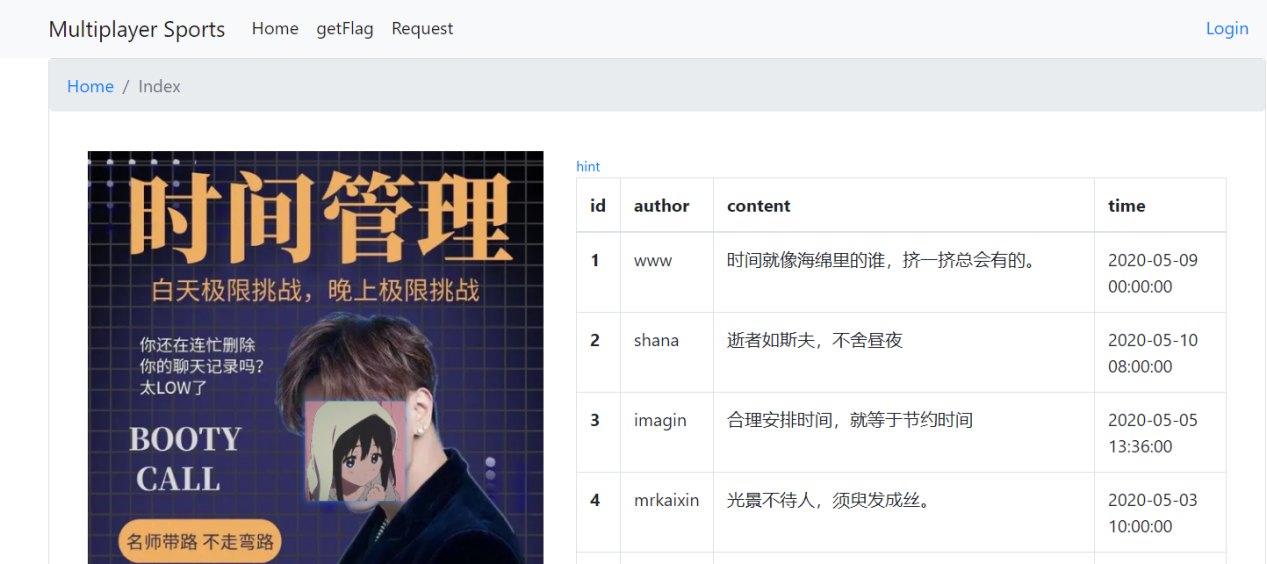 Multiplayer Sports Home getFlag Request Login
Home / Index
时间管理
白天极限挑战，晚上极限挑战
你还在连忙删除
你的聊天记录吗？
太LOW了
BOOTY
CALL
名师带路 不走弯路
hint
id author content time
1 www 时间就像海绵里的谁，挤一挤总会有的。 2020-05-09
00:00:00
2 shana 逝者如斯夫，不舍昼夜 2020-05-10
08:00:00
3 imagin 合理安排时间，就等于节约时间 2020-05-05
13:36:00
4 mrkaixin 光景不待人，须臾发成丝。 2020-05-03
10:00:00